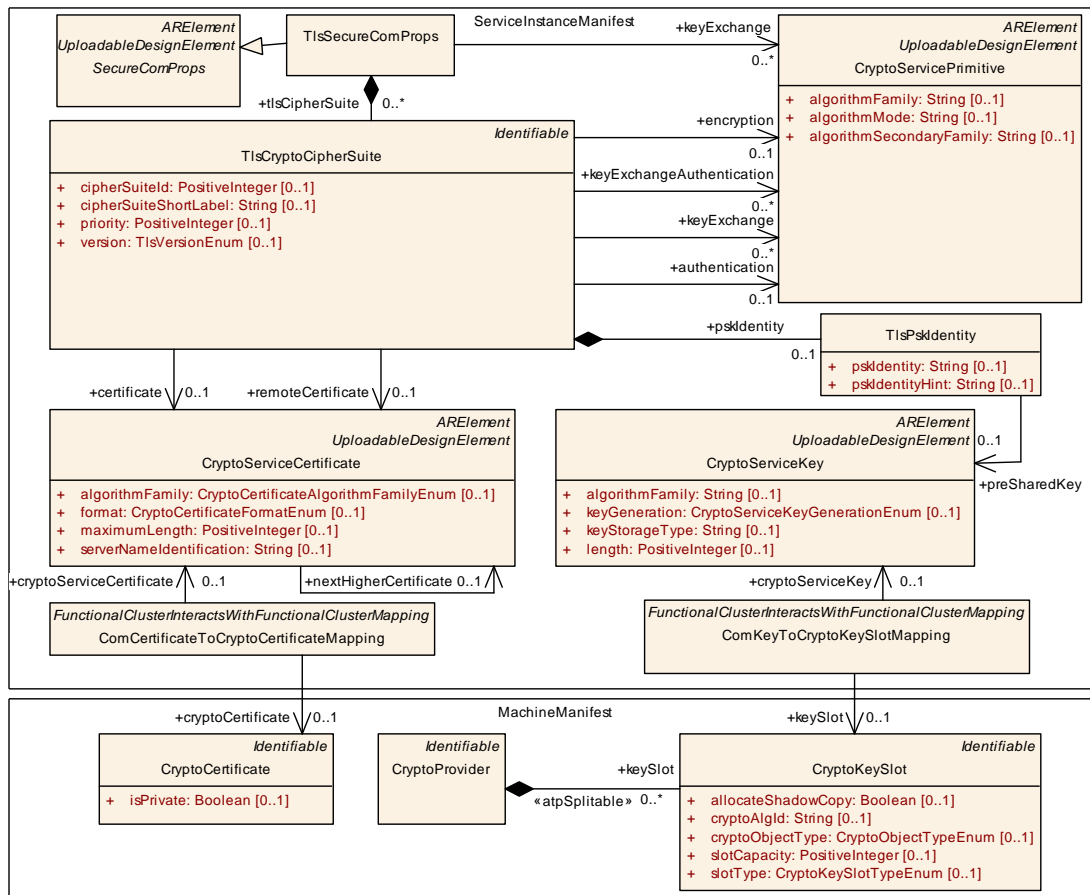 ServiceInstanceManifest
ARElement
UploadableDesignElement
SecureComProps
TlsSecureComProps
+keyExchange
0..*
ARElement
UploadableDesignElement
CryptoServicePrimitive
+ algorithmFamily: String [0..1]
+ algorithmMode: String [0..1]
+ algorithmSecondaryFamily: String [0..1]
+tlsCipherSuite
0..*
Identifiable
TlsCryptoCipherSuite
+ cipherSuiteId: PositiveInteger [0..1]
+ cipherSuiteShortLabel: String [0..1]
+ priority: PositiveInteger [0..1]
+ version: TlsVersionEnum [0..1]
+encryption
0..1
+keyExchangeAuthentication
0..*
+keyExchange
0..*
+authentication
0..1
+pskIdentity
0..1
TlsPskIdentity
+ pskIdentity: String [0..1]
+ pskIdentityHint: String [0..1]
+certificate
0..1
+remoteCertificate
0..1
ARElement
UploadableDesignElement
CryptoServiceCertificate
+ algorithmFamily: CryptoCertificateAlgorithmFamilyEnum [0..1]
+ format: CryptoCertificateFormatEnum [0..1]
+ maximumLength: PositiveInteger [0..1]
+ serverNameIdentification: String [0..1]
ARElement
UploadableDesignElement
CryptoServiceKey
+ algorithmFamily: String [0..1]
+ keyGeneration: CryptoServiceKeyGenerationEnum [0..1]
+ keyStorageType: String [0..1]
+ length: PositiveInteger [0..1]
0..1
+preSharedKey
+cryptoServiceCertificate
0..1
+nextHigherCertificate
0..1
+cryptoServiceKey
0..1
FunctionalClusterInteractsWithFunctionalClusterMapping
ComCertificateToCryptoCertificateMapping
FunctionalClusterInteractsWithFunctionalClusterMapping
ComKeyToCryptoKeySlotMapping
MachineManifest
+cryptoCertificate
0..1
+keySlot
0..1
Identifiable
CryptoCertificate
+ isPrivate: Boolean [0..1]
Identifiable
CryptoProvider
+keySlot
«atpSplitable»
0..*
Identifiable
CryptoKeySlot
+ allocateShadowCopy: Boolean [0..1]
+ cryptoAlgId: String [0..1]
+ cryptoObjectType: CryptoObjectTypeEnum [0..1]
+ slotCapacity: PositiveInteger [0..1]
+ slotType: CryptoKeySlotTypeEnum [0..1]